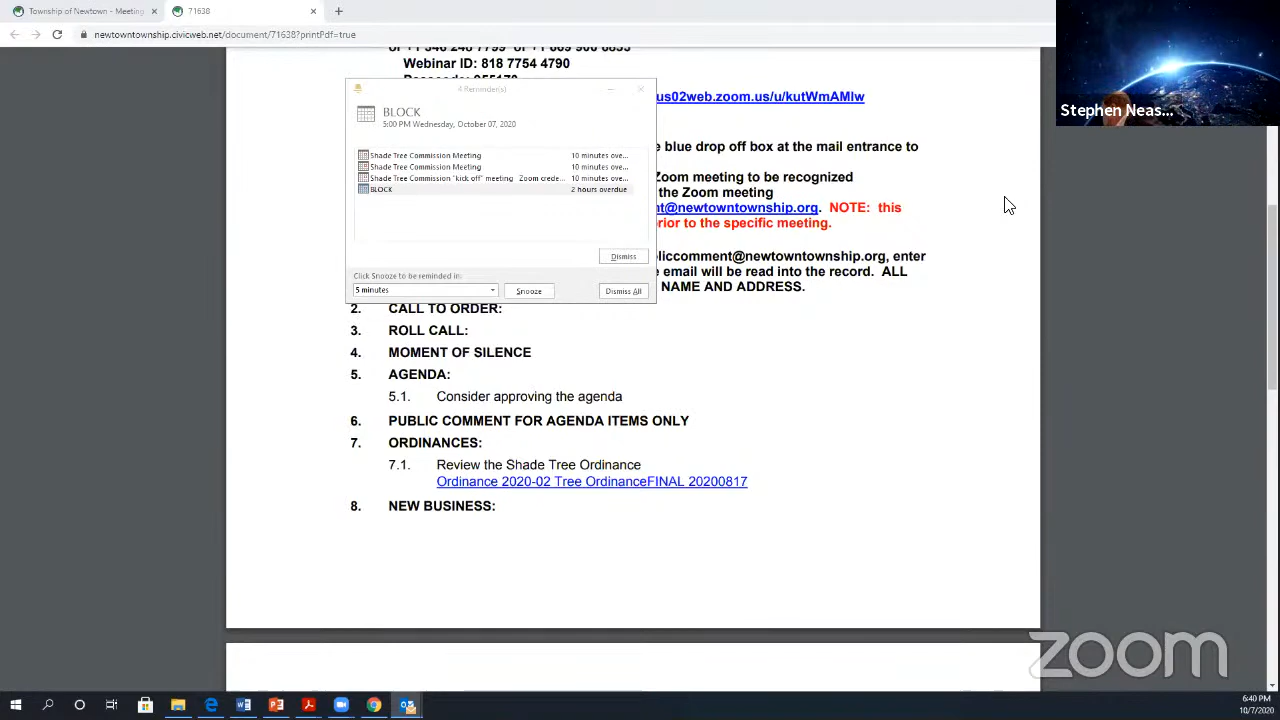 Township of Newtown - Meeting
71638
newtowntownship.civicweb.net/document/71638?printPdf=true
Stephen Neas...
Webinar ID: 818 7754 4790
us02web.zoom.us/u/kutWmAMlw
4 Reminder(s)
BLOCK
5:00 PM Wednesday, October 07, 2020
Shade Tree Commission Meeting 10 minutes ove...
Shade Tree Commission Meeting 10 minutes ove...
Shade Tree Commission "kick off" meeting Zoom crede... 10 minutes ove...
BLOCK 2 hours overdue
Dismiss
Click Snooze to be reminded in:
5 minutes
Snooze
Dismiss All
e blue drop off box at the mail entrance to
Zoom meeting to be recognized
the Zoom meeting
nt@newtowntownship.org. NOTE: this
prior to the specific meeting.
bliccomment@newtowntownship.org, enter
e email will be read into the record. ALL
NAME AND ADDRESS.
2. CALL TO ORDER:
3. ROLL CALL:
4. MOMENT OF SILENCE
5. AGENDA:
5.1. Consider approving the agenda
6. PUBLIC COMMENT FOR AGENDA ITEMS ONLY
7. ORDINANCES:
7.1. Review the Shade Tree Ordinance
Ordinance 2020-02 Tree OrdinanceFINAL 20200817
8. NEW BUSINESS:
zoom
6:40 PM
10/7/2020